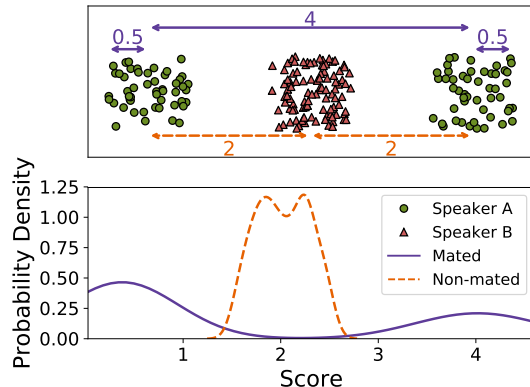 4
0.5 0.5
2 2
Probability Density
1.25
1.00
0.75
0.50
0.25
0.00
Speaker A
Speaker B
Mated
Non-mated
1 2 3 4
Score